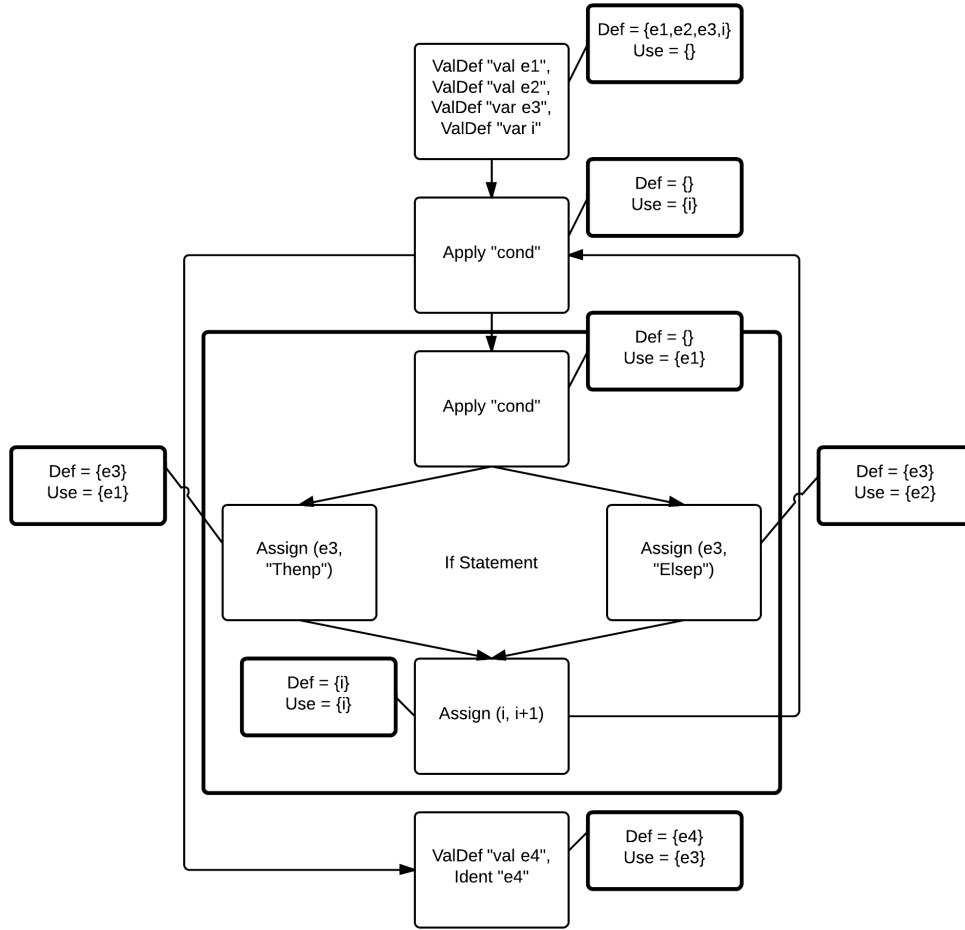 Def = {e1,e2,e3,i}
Use = {}
ValDef "val e1",
ValDef "val e2",
ValDef "var e3",
ValDef "var i"
Def = {}
Use = {i}
Apply "cond"
Def = {}
Use = {e1}
Apply "cond"
Def = {e3}
Use = {e1}
Def = {e3}
Use = {e2}
Assign (e3,
"Thenp")
If Statement
Assign (e3,
"Elsep")
Def = {i}
Use = {i}
Assign (i, i+1)
Def = {e4}
Use = {e3}
ValDef "val e4",
Ident "e4"